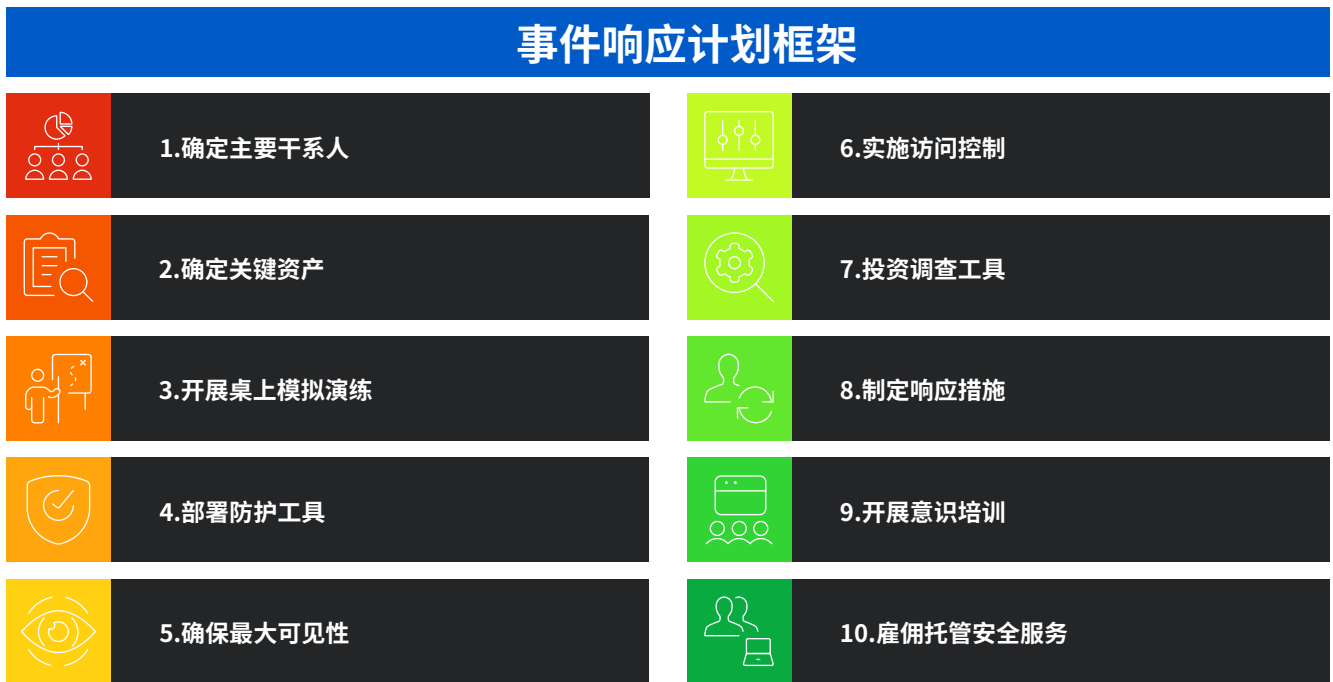 事件响应计划框架
1.确定主要干系人
2.确定关键资产
3.开展桌上模拟演练
4.部署防护工具
5.确保最大可见性
6.实施访问控制
7.投资调查工具
8.制定响应措施
9.开展意识培训
10.雇佣托管安全服务